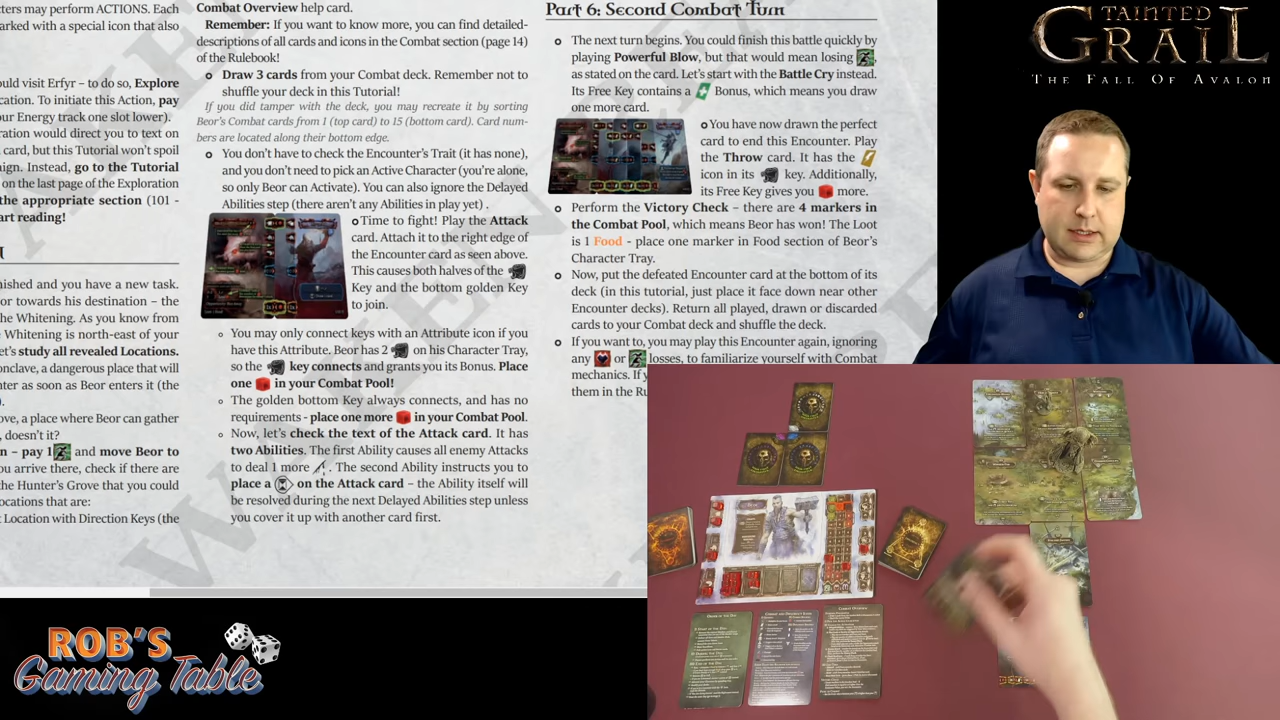 tters may perform ACTIONS. Each
arked with a special icon that also
ould visit Erfyr – to do so, Explore
cation. To initiate this Action, pay
our Energy track one slot lower).
ration would direct you to text on
card, but this Tutorial won't spoil
aign. Instead, go to the Tutorial
on the last page of the Exploration
the appropriate section (101 -
art reading!
nished and you have a new task.
or towards his destination – the
he Whitening. As you know from
e Whitening is north-east of your
et's study all revealed Locations.
nclave, a dangerous place that will
nter as soon as Beor enters it (the
ove, a place where Beor can gather
, doesn't it?
n – pay 1 and move Beor to
ou arrive there, check if there are
he Hunter's Grove that you could
ocations that are:
t Location with Direction Keys (the
Combat Overview help card.
Remember: If you want to know more, you can find detailed-
descriptions of all cards and icons in the Combat section (page 14)
of the Rulebook!
Draw 3 cards from your Combat deck. Remember not to
shuffle your deck in this Tutorial!
If you did tamper with the deck, you may recreate it by sorting
Beor's Combat cards from 1 (top card) to 15 (bottom card). Card num-
bers are located along their bottom edge.
You don't have to check the Encounter's Trait (it has none),
and you don't need to pick an Active Character (you're alone,
so only Beor can Activate). You can also ignore the Delayed
Abilities step (there aren't any Abilities in play yet) .
Time to fight! Play the Attack
card. Attach it to the right edge of
the Encounter card as seen above.
This causes both halves of the
Key and the bottom golden Key
to join.
You may only connect keys with an Attribute icon if you
have this Attribute. Beor has 2 on his Character Tray,
so the key connects and grants you its Bonus. Place
one in your Combat Pool!
The golden bottom Key always connects, and has no
requirements - place one more in your Combat Pool.
Now, let's check the text of the Attack card. It has
two Abilities. The first Ability causes all enemy Attacks
to deal 1 more . The second Ability instructs you to
place a on the Attack card – the Ability itself will
be resolved during the next Delayed Abilities step unless
you cover it up with another card first.
Part 6: Second Combat Turn
The next turn begins. You could finish this battle quickly by
playing Powerful Blow, but that would mean losing ,
as stated on the card. Let's start with the Battle Cry instead.
Its Free Key contains a Bonus, which means you draw
one more card.
You have now drawn the perfect
card to end this Encounter. Play
the Throw card. It has the
icon in its key. Additionally,
its Free Key gives you more.
Perform the Victory Check – there are 4 markers in
the Combat Pool, which means Beor has won! The Loot
is 1 Food - place one marker in Food section of Beor's
Character Tray.
Now, put the defeated Encounter card at the bottom of its
deck (in this tutorial, just place it face down near other
Encounter decks). Return all played, drawn or discarded
cards to your Combat deck and shuffle the deck.
If you want to, you may play this Encounter again, ignoring
any or losses, to familiarize yourself with Combat
mechanics. If y
them in the Ru
TAINTED
GRAIL
THE FALL OF AVALON
ROB'S
Gaming Table